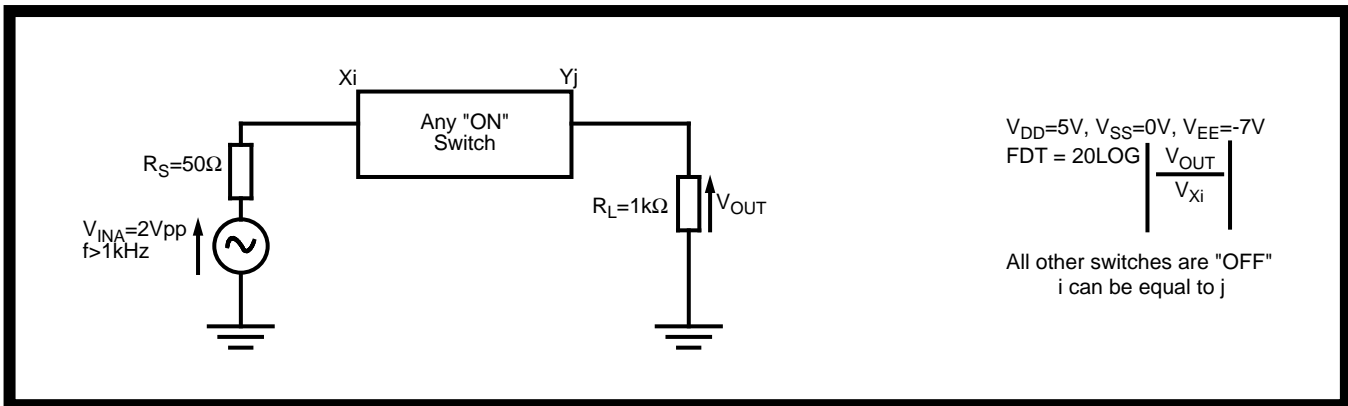 Xi
Yj
Any "ON"
Switch
RS=50Ω
RL=1kΩ
VOUT
VINA=2Vpp
f>1kHz
VDD=5V, VSS=0V, VEE=-7V
FDT = 20LOG
VOUT
VXi
All other switches are "OFF"
i can be equal to j